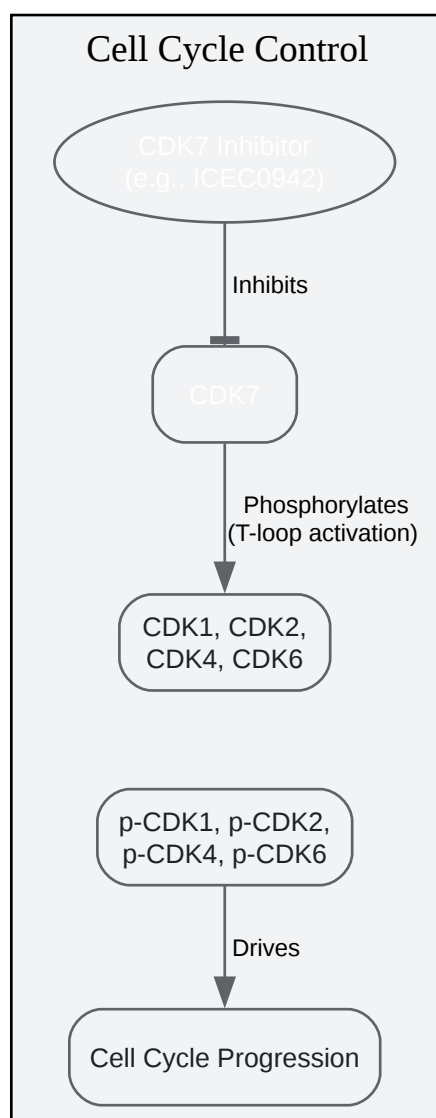 Cell Cycle Control
CDK7 Inhibitor
(e.g., ICEC0942)
Inhibits
CDK7
Phosphorylates
(T-loop activation)
CDK1, CDK2,
CDK4, CDK6
p-CDK1, p-CDK2,
p-CDK4, p-CDK6
Drives
Cell Cycle Progression